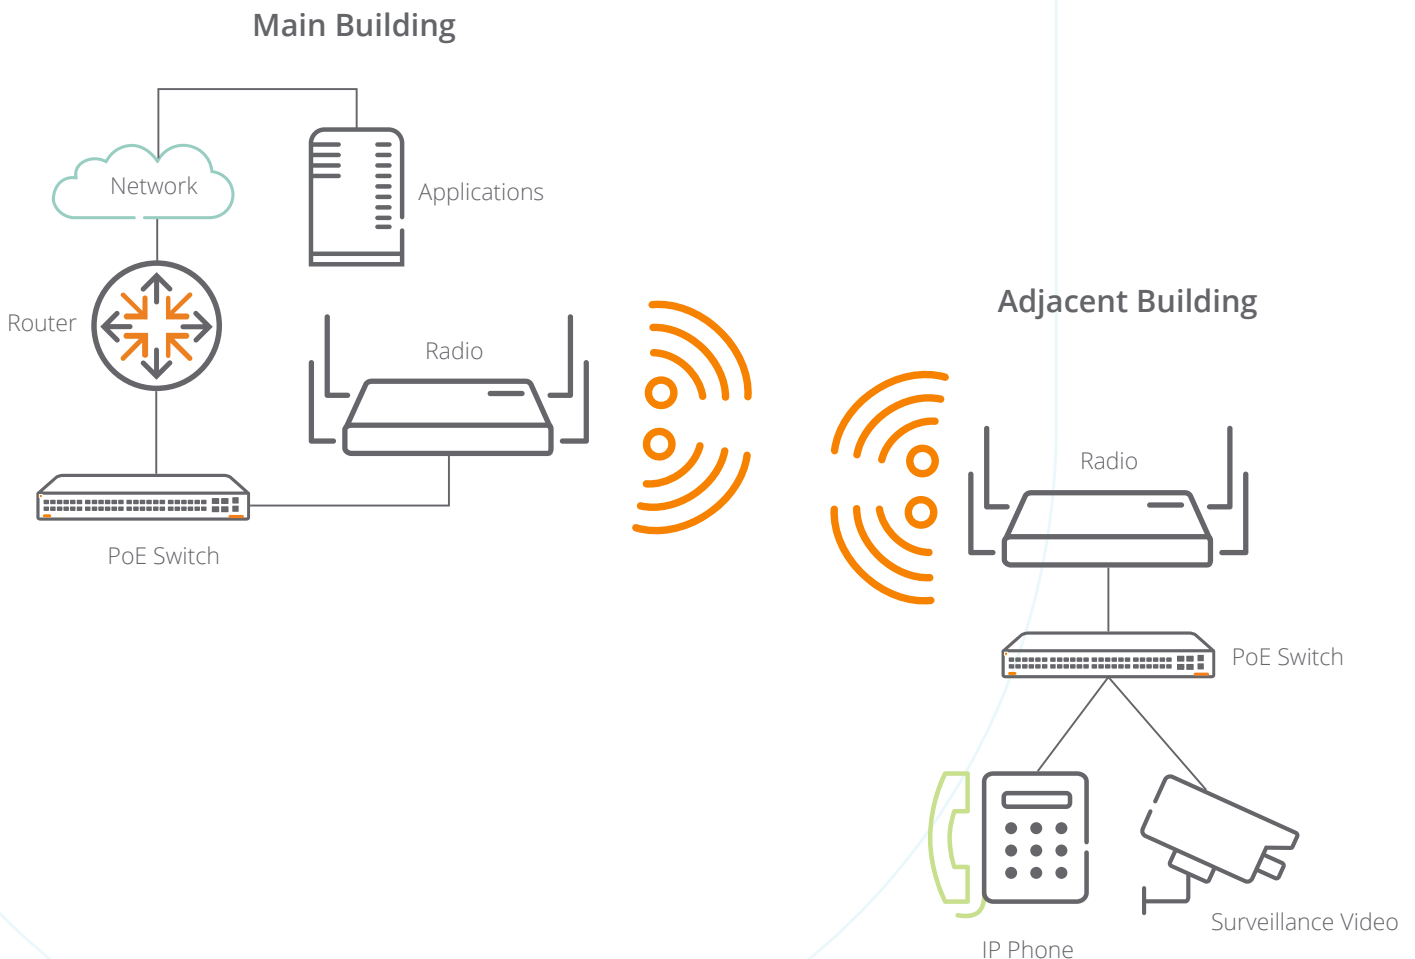 Main Building
Network
Applications
Router
Radio
PoE Switch
Adjacent Building
Radio
PoE Switch
IP Phone
Surveillance Video